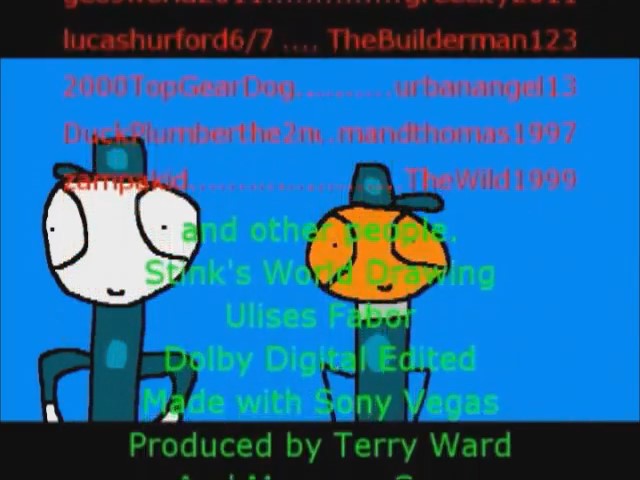 lucashurford6/7 .... TheBuilderman123
2000TopGearDog...........urbanangel13
DuckPlumberthe2nd..mandthomas1997
zampakid........................TheWild1999
and other people.
Stink's World Drawing
Ulises Fabor
Dolby Digital Edited
Made with Sony Vegas
Produced by Terry Ward